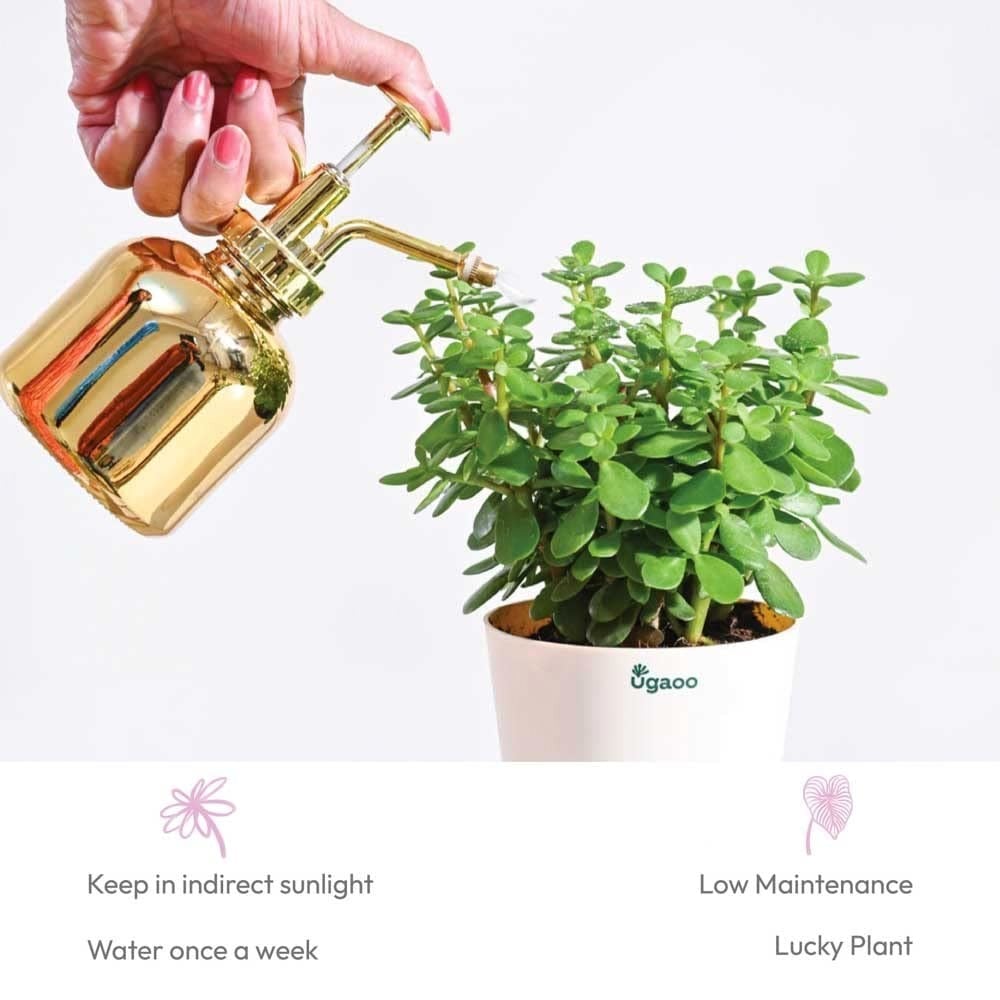 Ugaoo
Keep in indirect sunlight
Low Maintenance
Water once a week
Lucky Plant